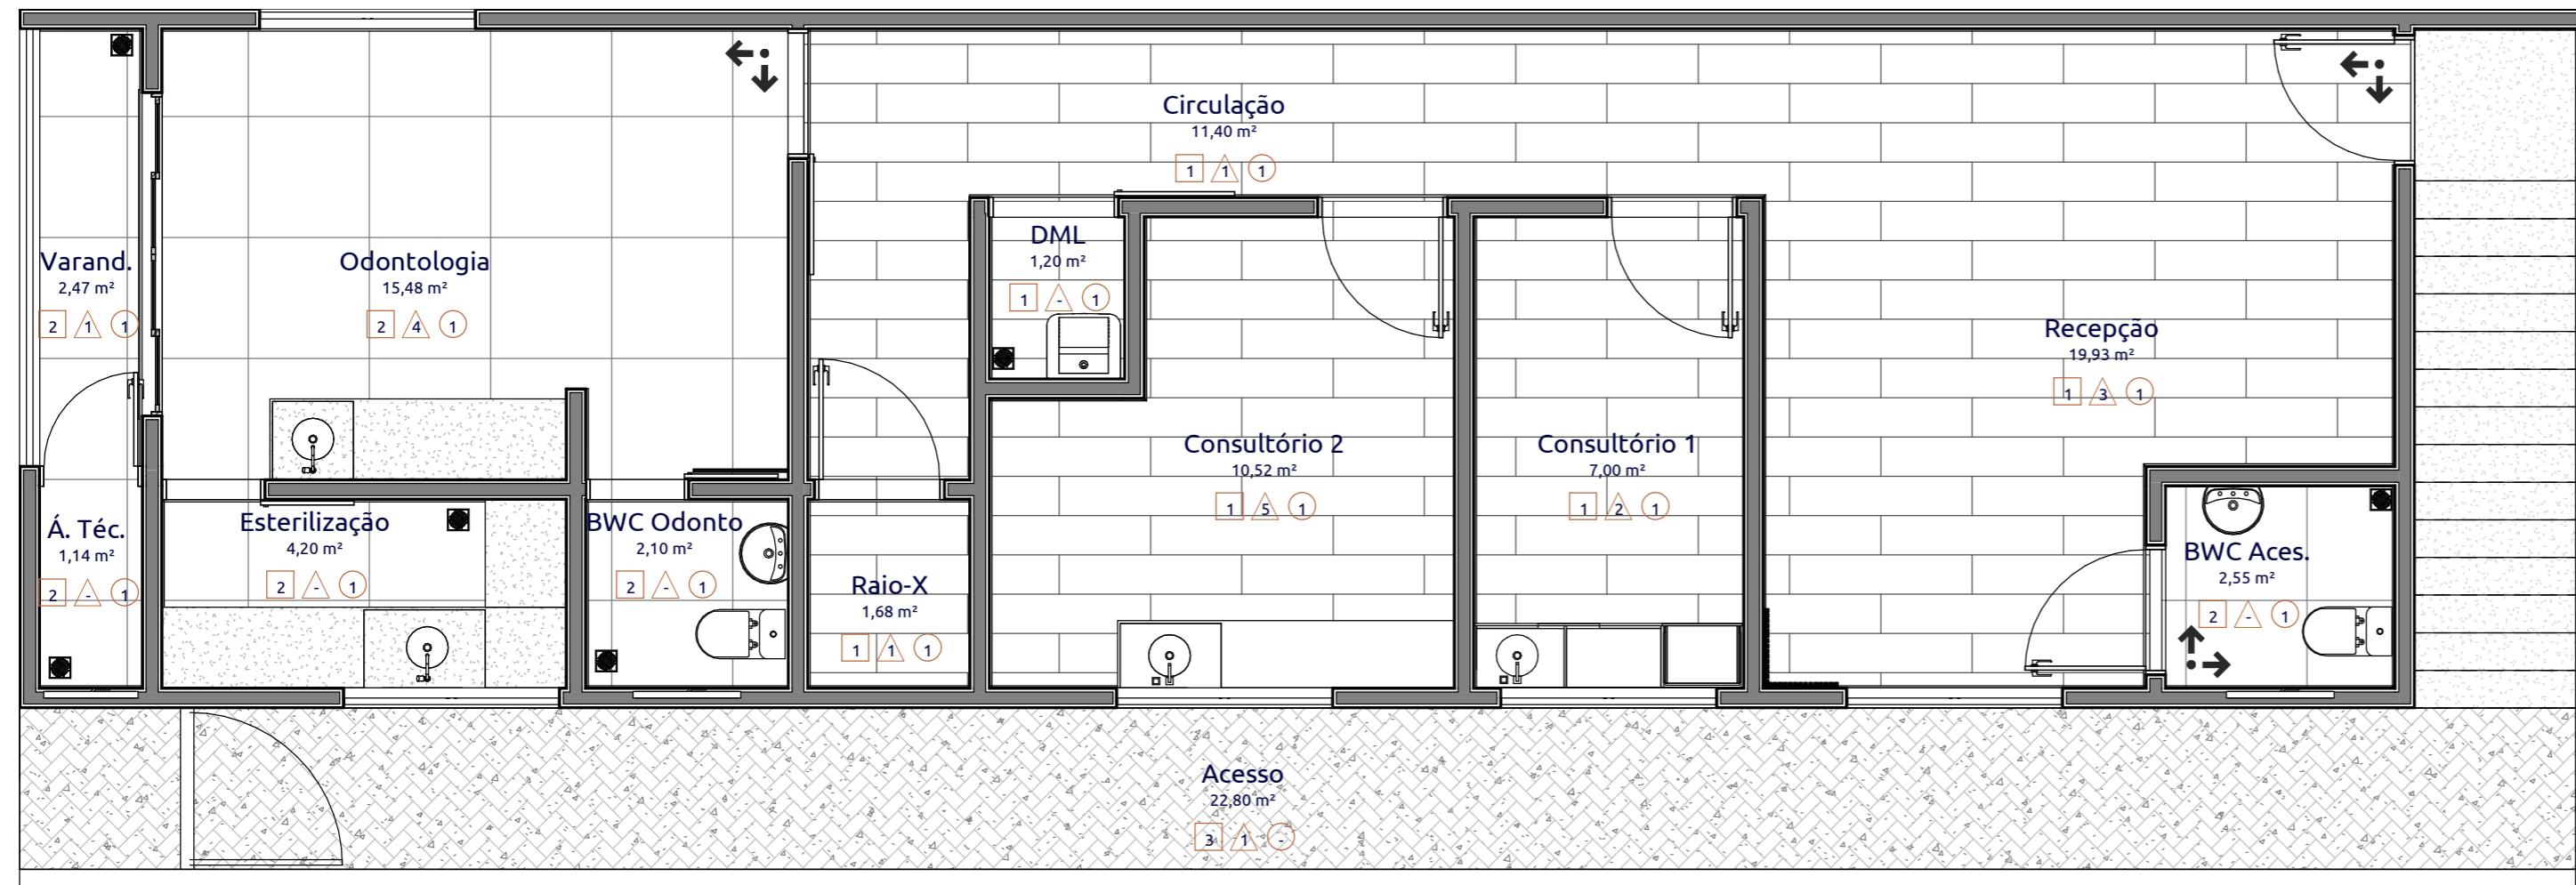 Circulação
11,40 m²
1 1 1
Varand.
2,47 m²
2 1 1
Odontologia
15,48 m²
2 4 1
DML
1,20 m²
1 - 1
Recepção
19,93 m²
1 3 1
Consultório 2
10,52 m²
1 5 1
Consultório 1
7,00 m²
1 2 1
Á. Téc.
1,14 m²
2 - 1
Esterilização
4,20 m²
2 - 1
BWC Odonto
2,10 m²
2 - 1
Raio-X
1,68 m²
1 1 1
BWC Aces.
2,55 m²
2 - 1
Acesso
22,80 m²
3 1 -